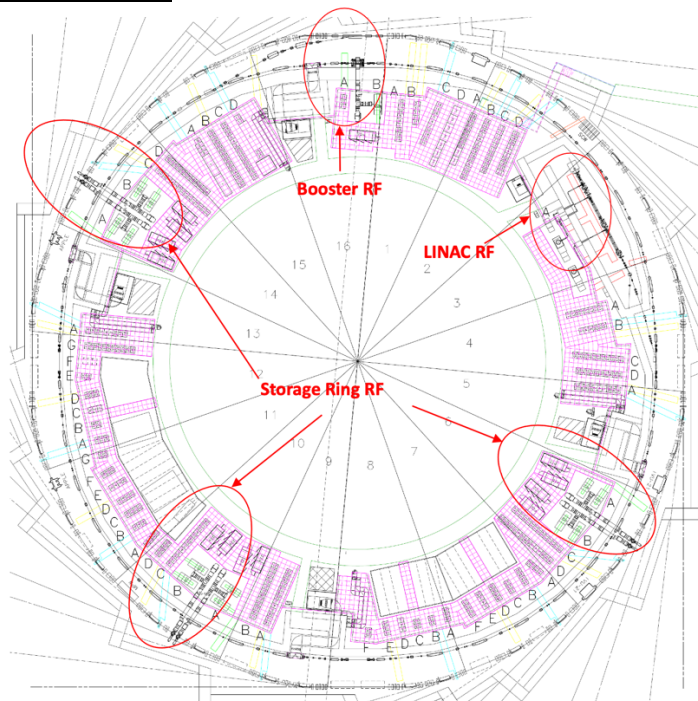 A B C D
A B
A B C D A B C D
Booster RF
A B C D
LINAC RF
16 1
15 2
14 3
13 4
Storage Ring RF
5
11 6
10 9 8 7
A B
C D A
A G F E D C B A G F E D C B A
D C B A
B A
F E D C B A
F E D C B A
D C B A